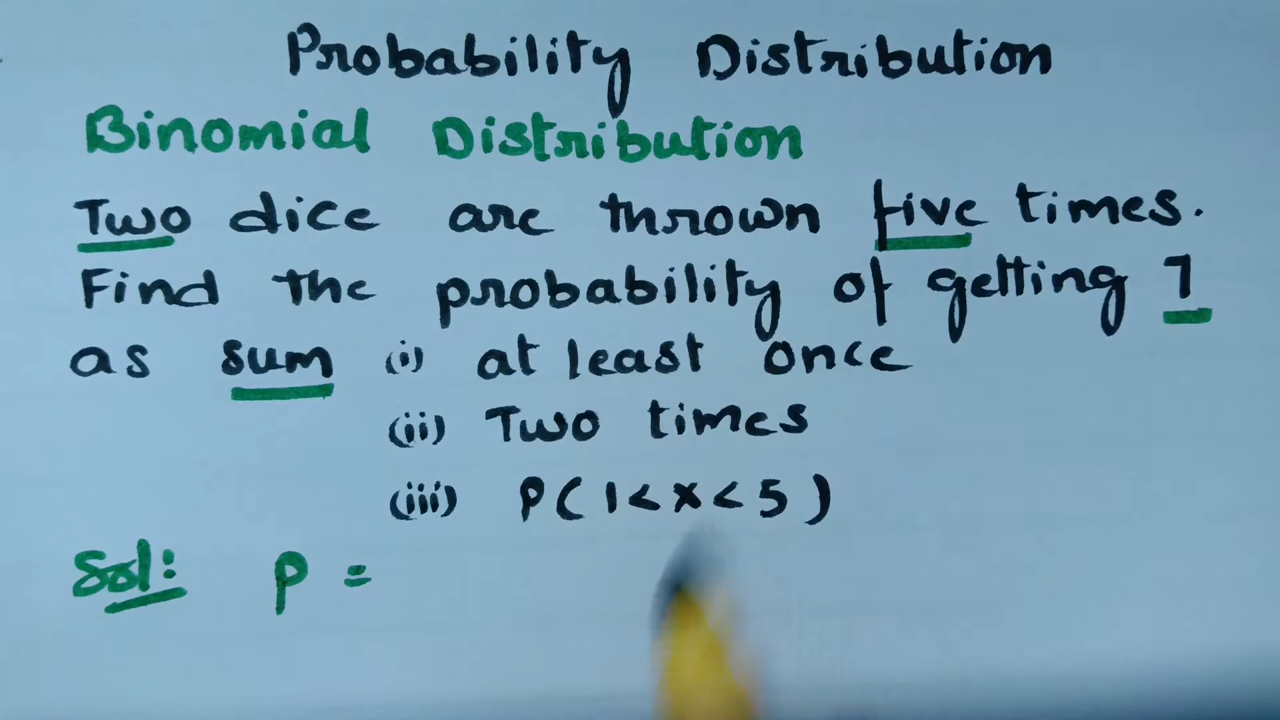 Probability Distribution
Binomial Distribution
Two dice are thrown five times.
Find the probability of getting 7
as sum (i) at least once
(ii) Two times
(iii) P(1<x<5)
Sol: P =